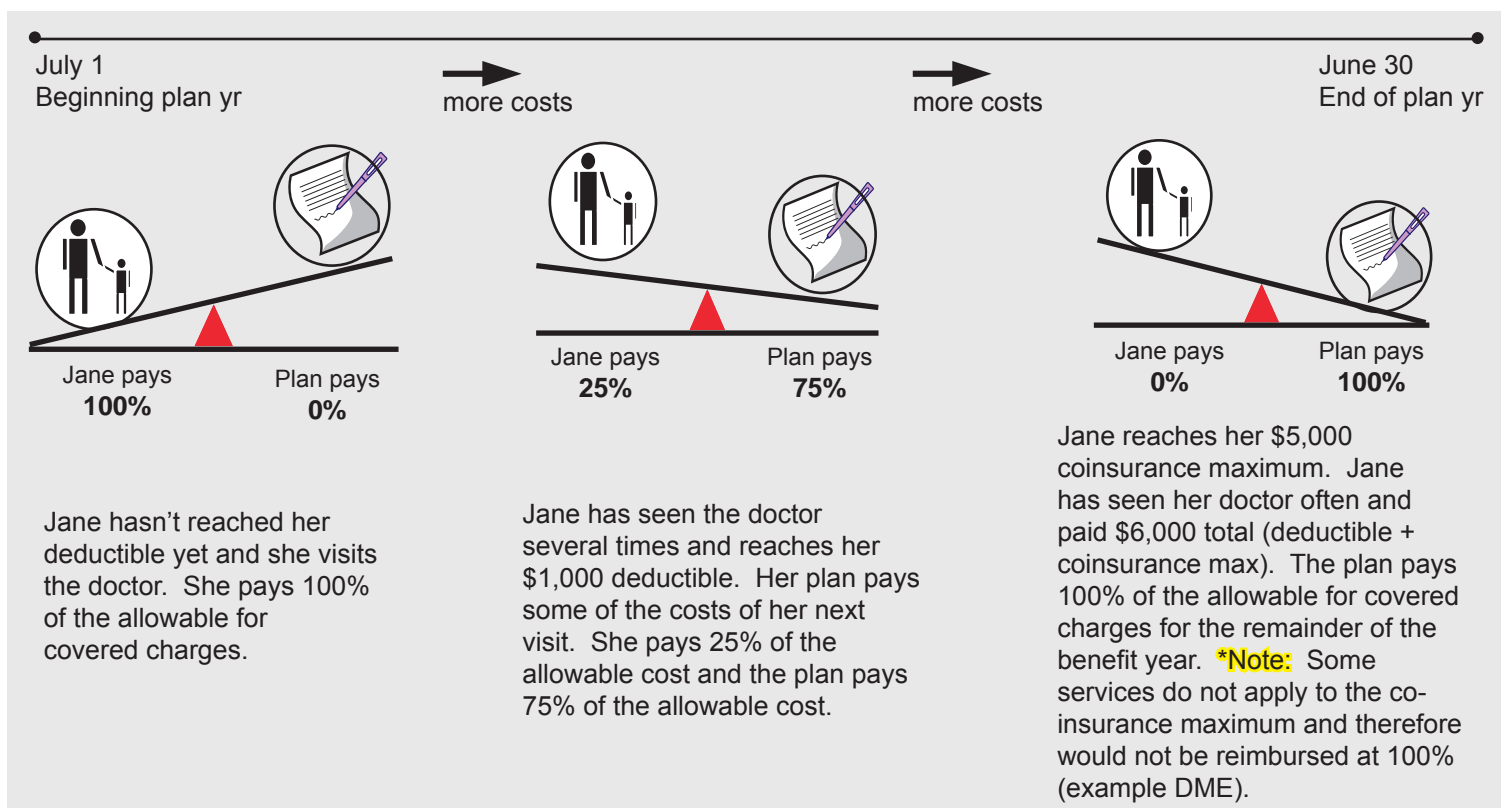 July 1
Beginning plan yr
more costs
more costs
June 30
End of plan yr
Jane pays
100%
Plan pays
0%
Jane pays
25%
Plan pays
75%
Jane pays
0%
Plan pays
100%
Jane hasn't reached her
deductible yet and she visits
the doctor.  She pays 100%
of the allowable for
covered charges.
Jane has seen the doctor
several times and reaches her
$1,000 deductible.  Her plan pays
some of the costs of her next
visit.  She pays 25% of the
allowable cost and the plan pays
75% of the allowable cost.
Jane reaches her $5,000
coinsurance maximum.  Jane
has seen her doctor often and
paid $6,000 total (deductible +
coinsurance max).  The plan pays
100% of the allowable for covered
charges for the remainder of the
benefit year.  *Note:  Some
services do not apply to the co-
insurance maximum and therefore
would not be reimbursed at 100%
(example DME).